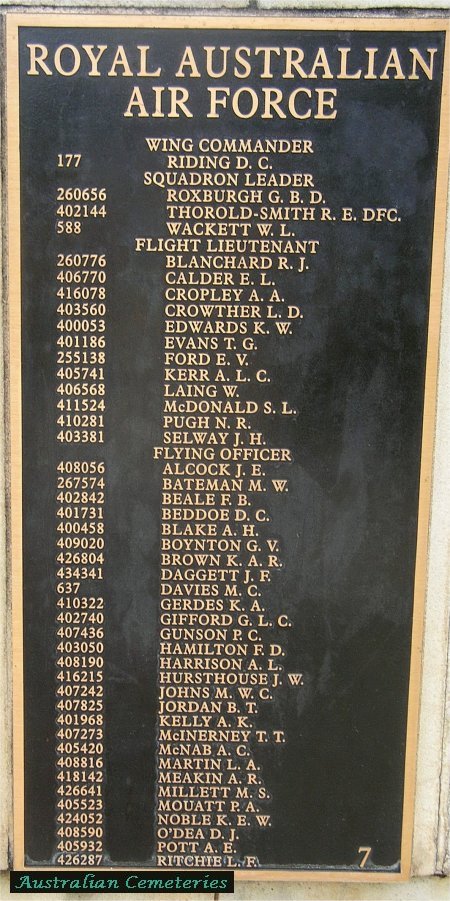 ROYAL AUSTRALIAN
AIR FORCE
WING COMMANDER
177 RIDING D. C.
SQUADRON LEADER
260656 ROXBURGH G. B. D.
402144 THOROLD-SMITH R. E. DFC.
588 WACKETT W. L.
FLIGHT LIEUTENANT
260776 BLANCHARD R. J.
406770 CALDER E. L.
416078 CROPLEY A. A.
403560 CROWTHER L. D.
400053 EDWARDS K. W.
401186 EVANS T. G.
255138 FORD E. V.
405741 KERR A. L. C.
406568 LAING W.
411524 McDONALD S. L.
410281 PUGH N. R.
403381 SELWAY J. H.
FLYING OFFICER
408056 ALCOCK J. E.
267574 BATEMAN M. W.
402842 BEALE F. B.
401731 BEDDOE D. C.
400458 BLAKE A. H.
409020 BOYNTON G. V.
426804 BROWN K. A. R.
434341 DAGGETT J. F.
637 DAVIES M. C.
410322 GERDES K. A.
402740 GIFFORD G. L. C.
407436 GUNSON P. C.
403050 HAMILTON F. D.
408190 HARRISON A. L.
416215 HURSTHOUSE J. W.
407242 JOHNS M. W. C.
407825 JORDAN B. T.
401968 KELLY A. K.
407273 McINERNEY T. T.
405420 McNAB A. C.
408816 MARTIN L. A.
418142 MEAKIN A. R.
426641 MILLETT M. S.
405523 MOUATT P. A.
424052 NOBLE K. E. W.
408590 O'DEA D. J.
405932 POTT A. E.
426287 RITCHIE L. F.
7
Australian Cemeteries